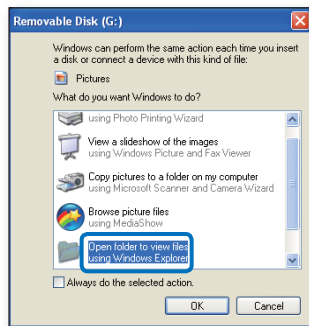 Removable Disk (G:)
Windows can perform the same action each time you insert
a disk or connect a device with this kind of file:
Pictures
What do you want Windows to do?
using Photo Printing Wizard
View a slideshow of the images
using Windows Picture and Fax Viewer
Copy pictures to a folder on my computer
using Microsoft Scanner and Camera Wizard
Browse picture files
using MediaShow
Open folder to view files
using Windows Explorer
Always do the selected action.
OK
Cancel